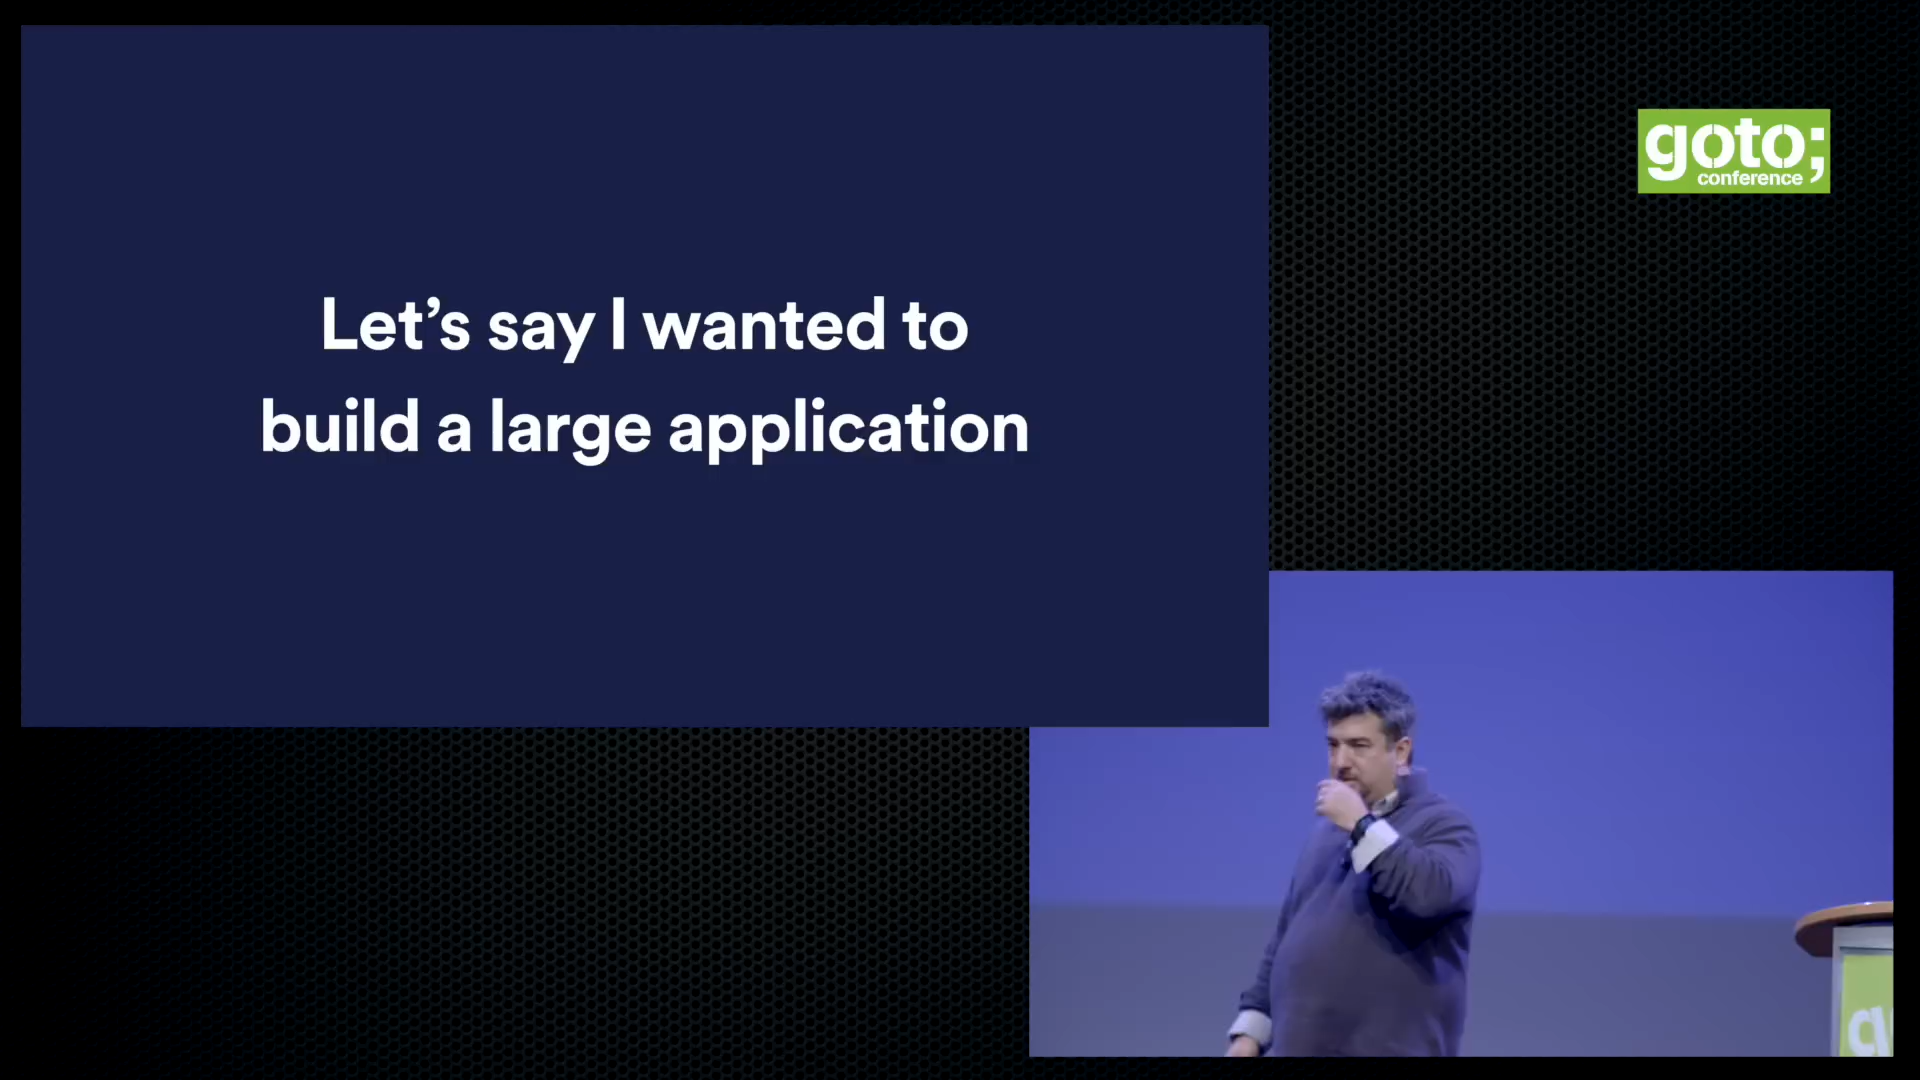 Let’s say I wanted to
build a large application
goto;
conference